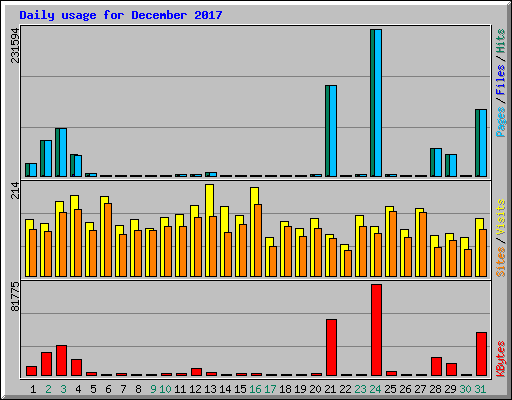 Daily usage for December 2017
231594
Pages / Files / Hits
214
Sites / Visits
81775
KBytes
1 2 3 4 5 6 7 8 9 10 11 12 13 14 15 16 17 18 19 20 21 22 23 24 25 26 27 28 29 30 31